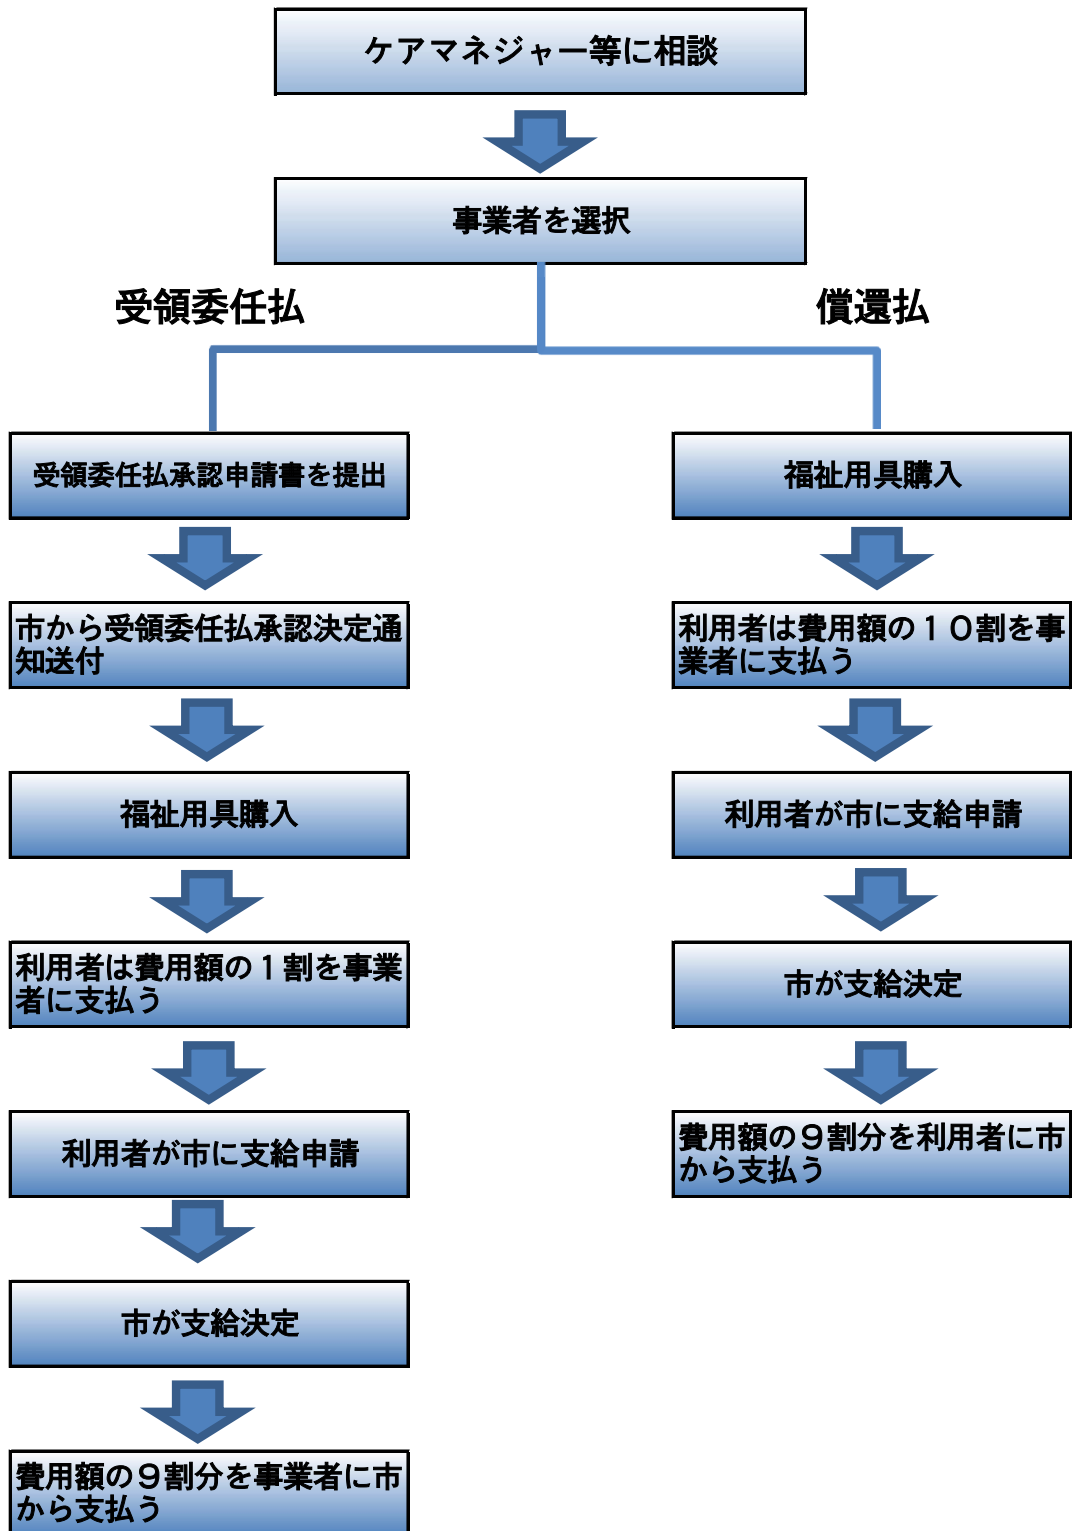 ケアマネジャー等に相談
事業者を選択
受領委任払
償還払
受領委任払承認申請書を提出
市から受領委任払承認決定通
知送付
福祉用具購入
利用者は費用額の１割を事業
者に支払う
利用者が市に支給申請
市が支給決定
費用額の９割分を事業者に市
から支払う
福祉用具購入
利用者は費用額の１０割を事
業者に支払う
利用者が市に支給申請
市が支給決定
費用額の９割分を利用者に市
から支払う